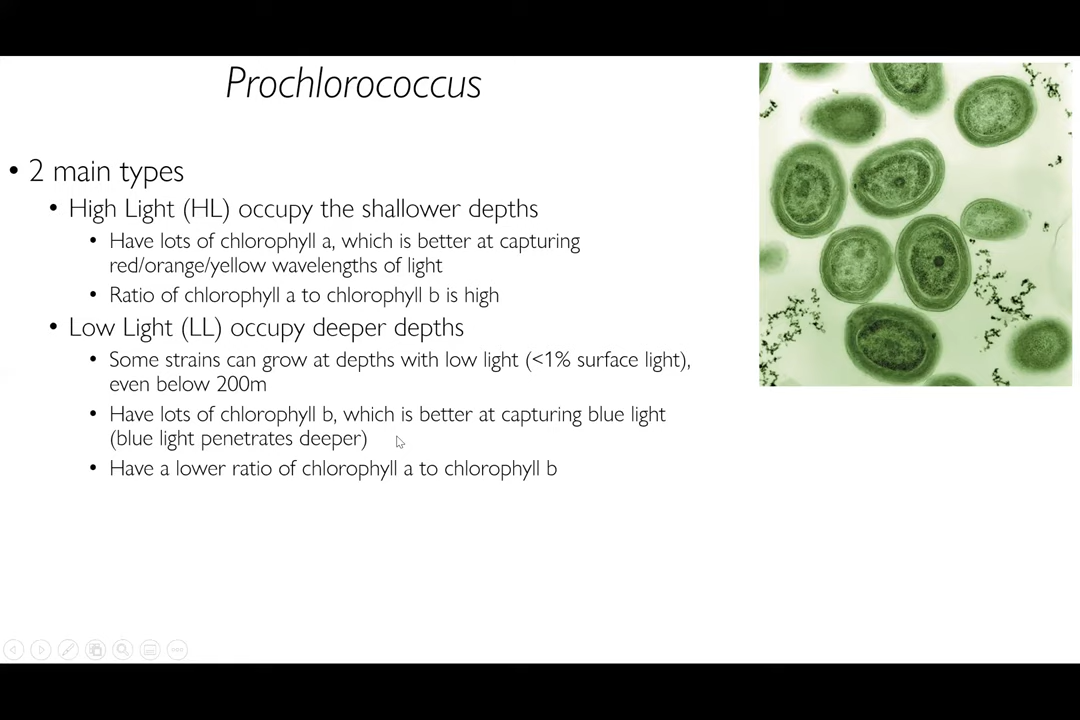 Prochlorococcus
• 2 main types
• High Light (HL) occupy the shallower depths
• Have lots of chlorophyll a, which is better at capturing
red/orange/yellow wavelengths of light
• Ratio of chlorophyll a to chlorophyll b is high
• Low Light (LL) occupy deeper depths
• Some strains can grow at depths with low light (<1% surface light),
even below 200m
• Have lots of chlorophyll b, which is better at capturing blue light
(blue light penetrates deeper)
• Have a lower ratio of chlorophyll a to chlorophyll b